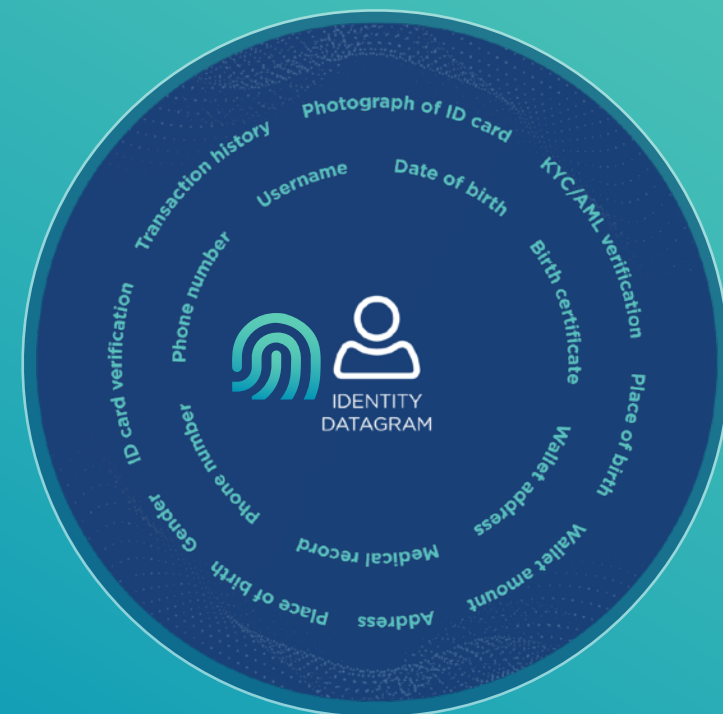 Photograph of ID card
KYC/AML verification
Place of birth
Wallet amount
Address
Place of birth
Gender
ID card verification
Transaction history
Username
Date of birth
Birth certificate
Wallet address
Medical record
Phone number
Phone number
IDENTITY
DATAGRAM